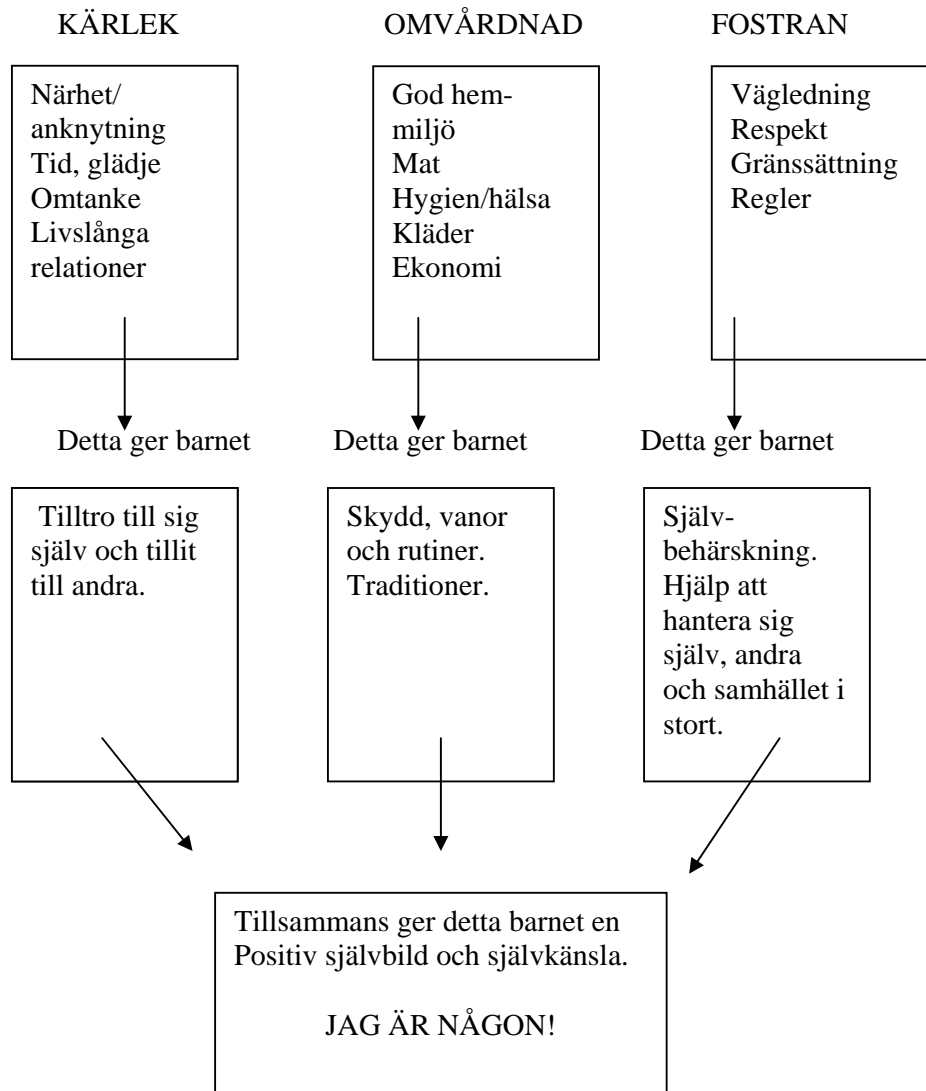 KÄRLEK
OMVÅRDNAD
FOSTRAN
Närhet/
anknytning
Tid, glädje
Omtanke
Livslånga
relationer
God hem-
miljö
Mat
Hygien/hälsa
Kläder
Ekonomi
Vägledning
Respekt
Gränssättning
Regler
Detta ger barnet
Detta ger barnet
Detta ger barnet
Tilltro till sig
själv och tillit
till andra.
Skydd, vanor
och rutiner.
Traditioner.
Själv-
behärskning.
Hjälp att
hantera sig
själv, andra
och samhället i
stort.
Tillsammans ger detta barnet en
Positiv självbild och självkänsla.
JAG ÄR NÅGON!